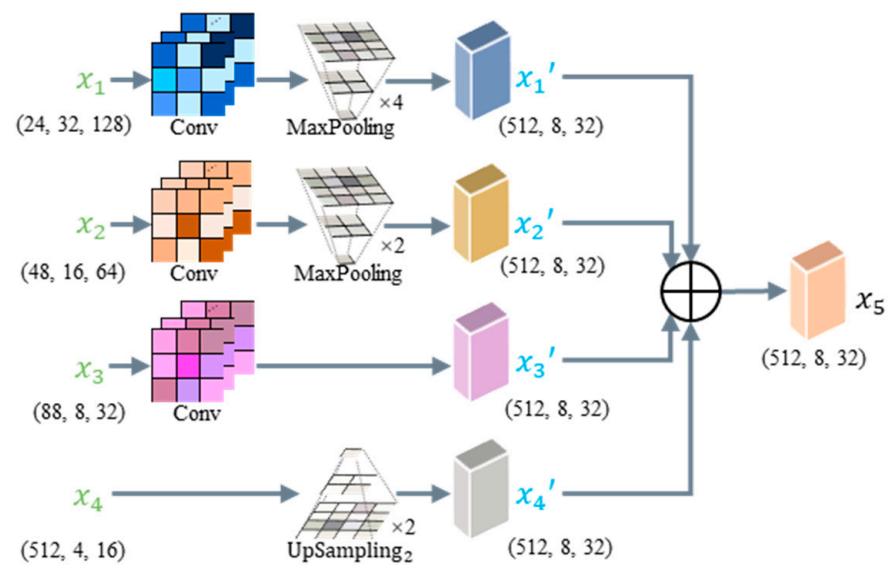 x₁
Conv
×4
MaxPooling
x₁′
(24, 32, 128)
(512, 8, 32)
x₂
Conv
×2
MaxPooling
x₂′
(48, 16, 64)
(512, 8, 32)
x₅
(512, 8, 32)
x₃
Conv
x₃′
(88, 8, 32)
(512, 8, 32)
x₄
×2
UpSampling₂
x₄′
(512, 4, 16)
(512, 8, 32)